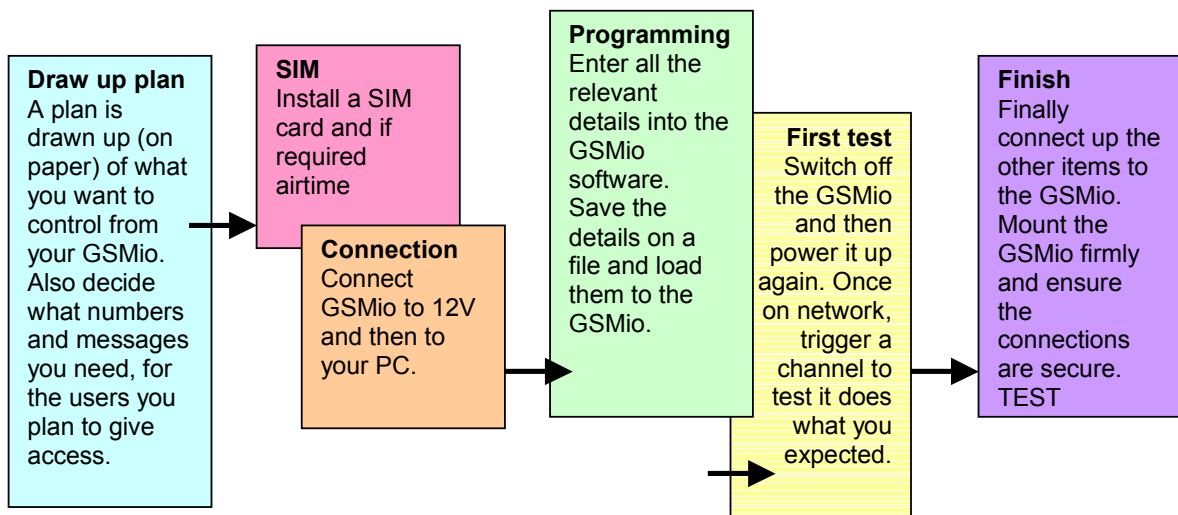 Draw up plan
A plan is
drawn up (on
paper) of what
you want to
control from
your GSMio.
Also decide
what numbers
and messages
you need, for
the users you
plan to give
access.
SIM
Install a SIM
card and if
required
airtime
Connection
Connect
GSMio to 12V
and then to
your PC.
Programming
Enter all the
relevant
details into the
GSMio
software.
Save the
details on a
file and load
them to the
GSMio.
First test
Switch off
the GSMio
and then
power it up
again. Once
on network,
trigger a
channel to
test it does
what you
expected.
Finish
Finally
connect up the
other items to
the GSMio.
Mount the
GSMio firmly
and ensure
the
connections
are secure.
TEST